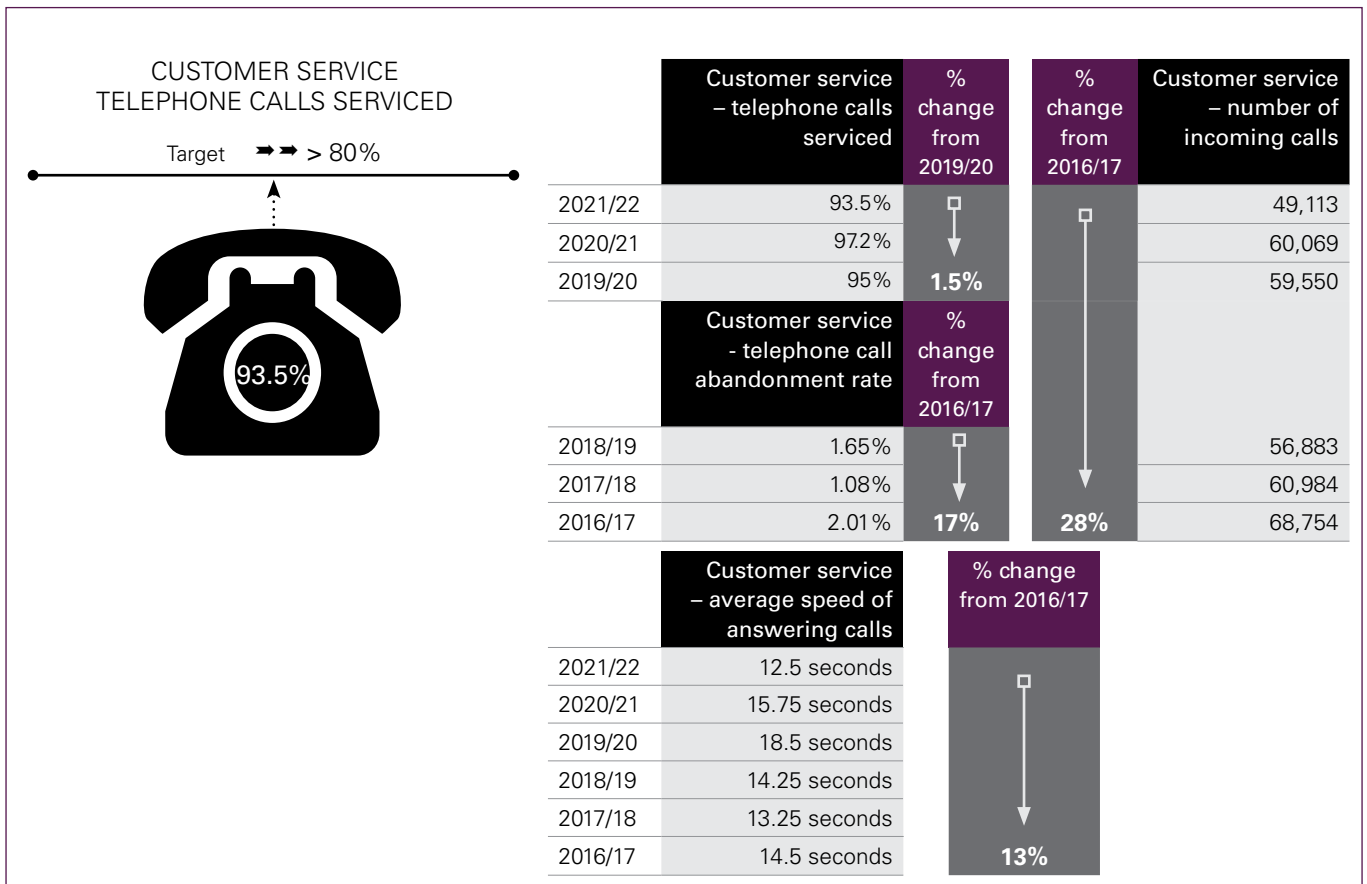 CUSTOMER SERVICE
TELEPHONE CALLS SERVICED
Target > 80%
93.5%
Customer service
– telephone calls
serviced
%
change
from
2019/20
%
change
from
2016/17
Customer service
– number of
incoming calls
2021/22 93.5% 49,113
2020/21 97.2% 60,069
2019/20 95% 1.5% 59,550
Customer service
- telephone call
abandonment rate
%
change
from
2016/17
2018/19 1.65% 56,883
2017/18 1.08% 60,984
2016/17 2.01% 17% 28% 68,754
Customer service
– average speed of
answering calls
% change
from 2016/17
2021/22 12.5 seconds
2020/21 15.75 seconds
2019/20 18.5 seconds
2018/19 14.25 seconds
2017/18 13.25 seconds
2016/17 14.5 seconds 13%